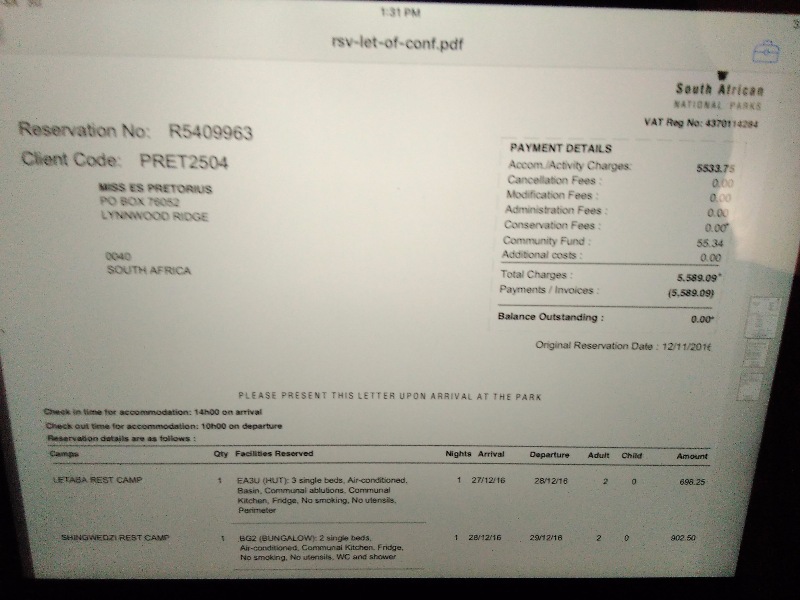 1:31 PM
rsv-let-of-conf.pdf
South African
NATIONAL PARKS
VAT Reg No: 4370114284
Reservation No: R5409963
Client Code: PRET2504
MISS ES PRETORIUS
PO BOX 76052
LYNNWOOD RIDGE
0040
SOUTH AFRICA
PAYMENT DETAILS
Accom./Activity Charges: 5533.75
Cancellation Fees : 0.00
Modification Fees : 0.00
Administration Fees : 0.00
Conservation Fees : 0.00*
Community Fund : 55.34
Additional costs : 0.00
Total Charges : 5,589.09*
Payments / Invoices : (5,589.09)
Balance Outstanding : 0.00*
Original Reservation Date : 12/11/2016
PLEASE PRESENT THIS LETTER UPON ARRIVAL AT THE PARK
Check in time for accommodation: 14h00 on arrival
Check out time for accommodation: 10h00 on departure
Reservation details are as follows :
Camps Qty Facilities Reserved Nights Arrival Departure Adult Child Amount
LETABA REST CAMP 1 EA3U (HUT): 3 single beds, Air-conditioned, 1 27/12/16 28/12/16 2 0 698.25
Basin, Communal ablutions, Communal
Kitchen, Fridge, No smoking, No utensils,
Perimeter
SHINGWEDZI REST CAMP 1 BG2 (BUNGALOW): 2 single beds, 1 28/12/16 29/12/16 2 0 902.50
Air-conditioned, Communal Kitchen, Fridge,
No smoking, No utensils, WC and shower